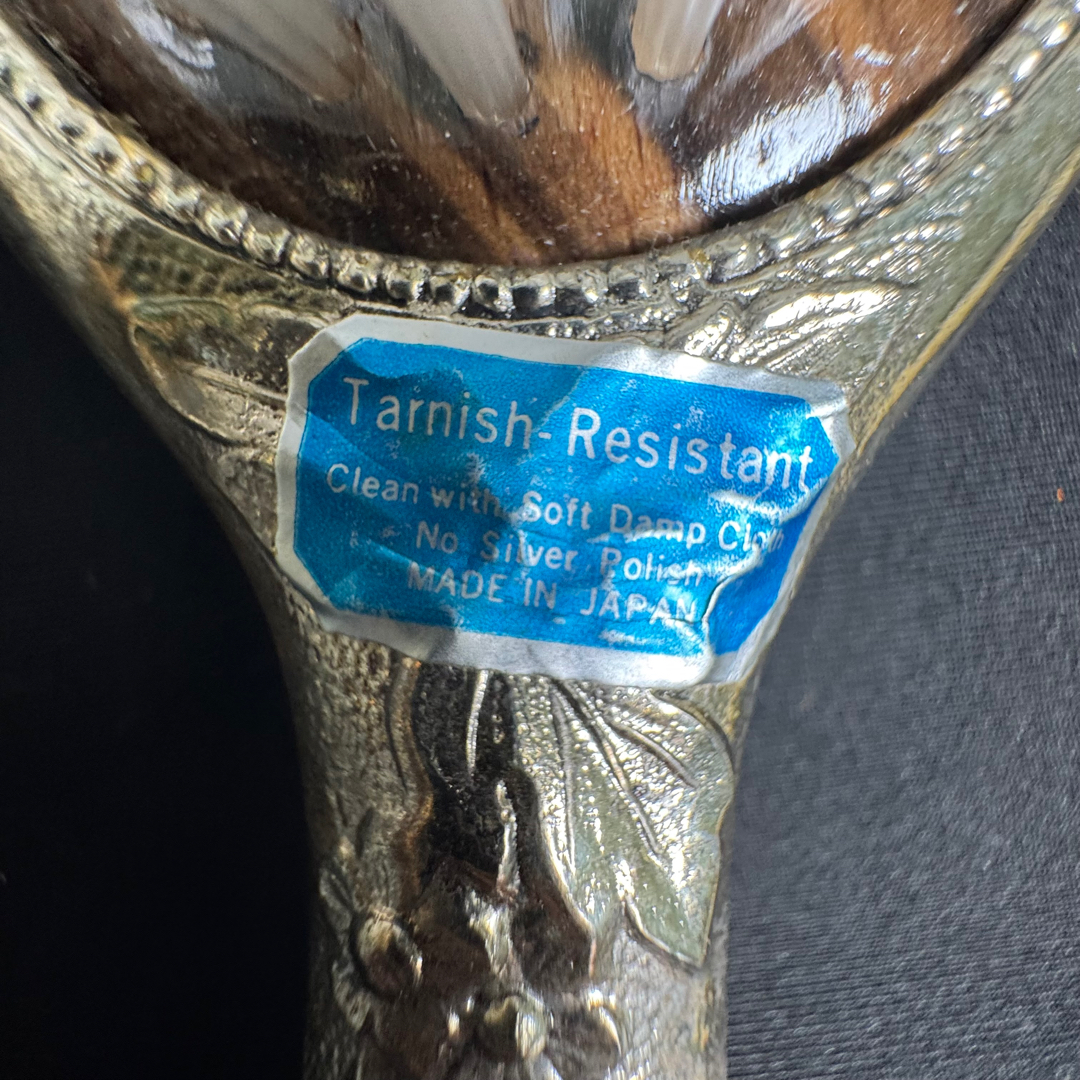 Tarnish-Resistant
Clean with Soft Damp Cloth
No Silver Polish
MADE IN JAPAN